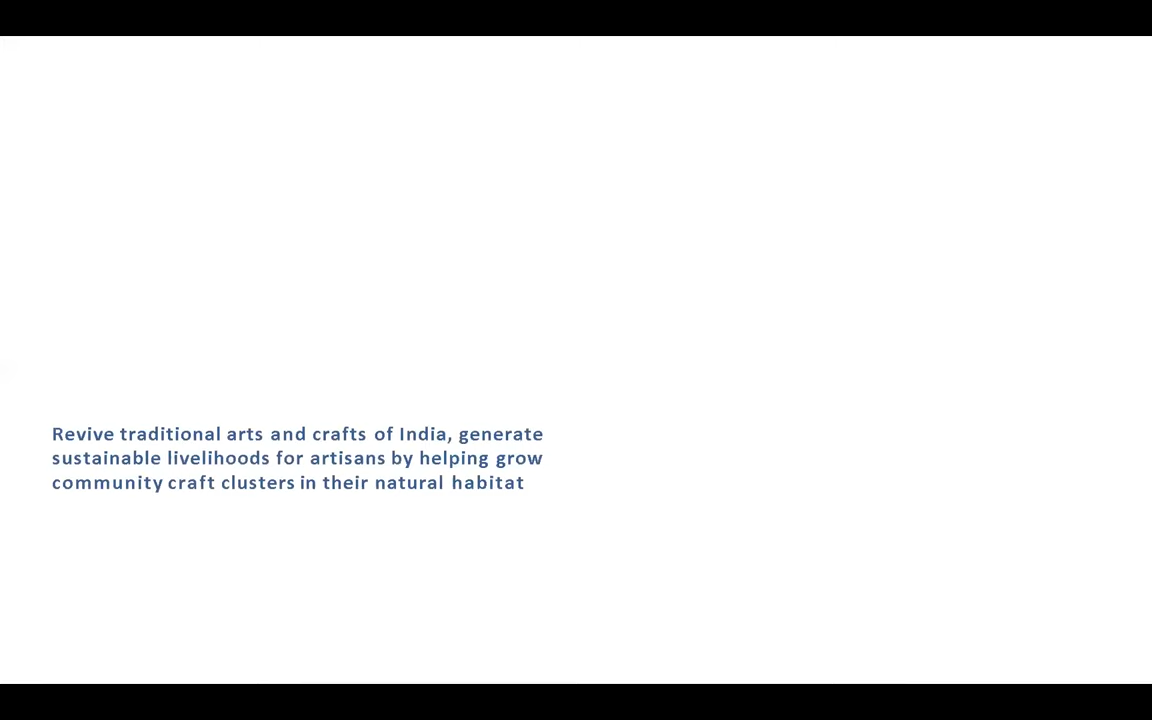 Revive traditional arts and crafts of India, generate
sustainable livelihoods for artisans by helping grow
community craft clusters in their natural habitat